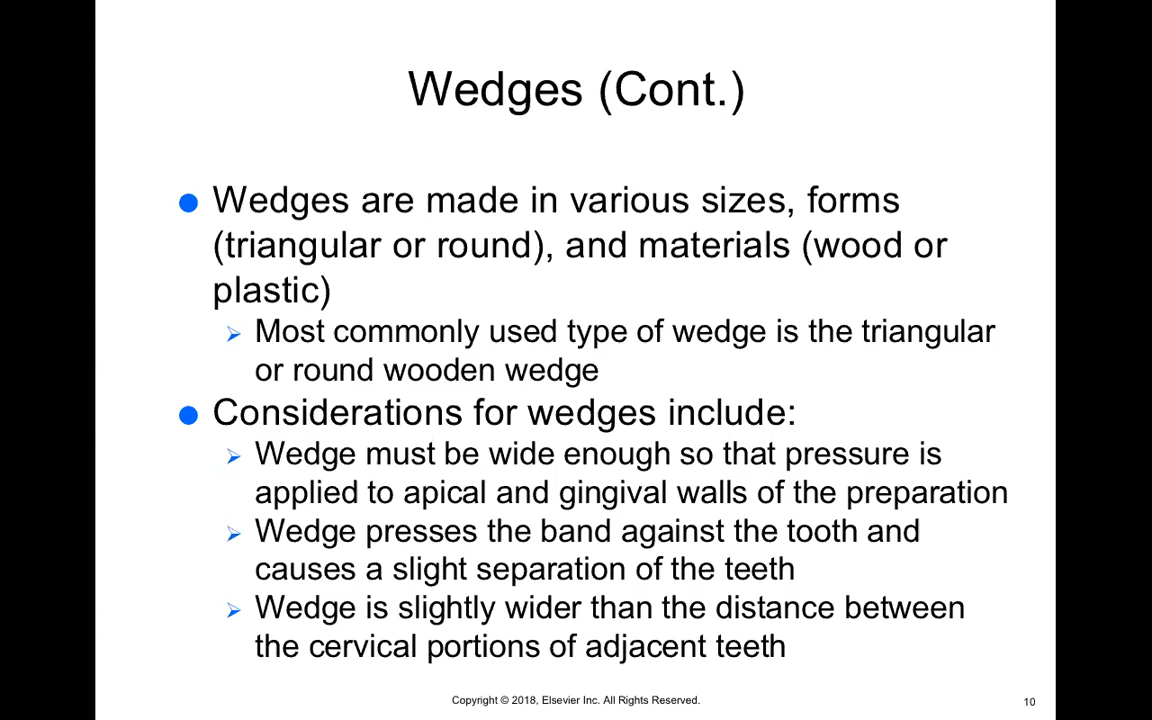 Wedges (Cont.)
Wedges are made in various sizes, forms
(triangular or round), and materials (wood or
plastic)
Most commonly used type of wedge is the triangular
or round wooden wedge
Considerations for wedges include:
Wedge must be wide enough so that pressure is
applied to apical and gingival walls of the preparation
Wedge presses the band against the tooth and
causes a slight separation of the teeth
Wedge is slightly wider than the distance between
the cervical portions of adjacent teeth
Copyright © 2018, Elsevier Inc. All Rights Reserved.
10